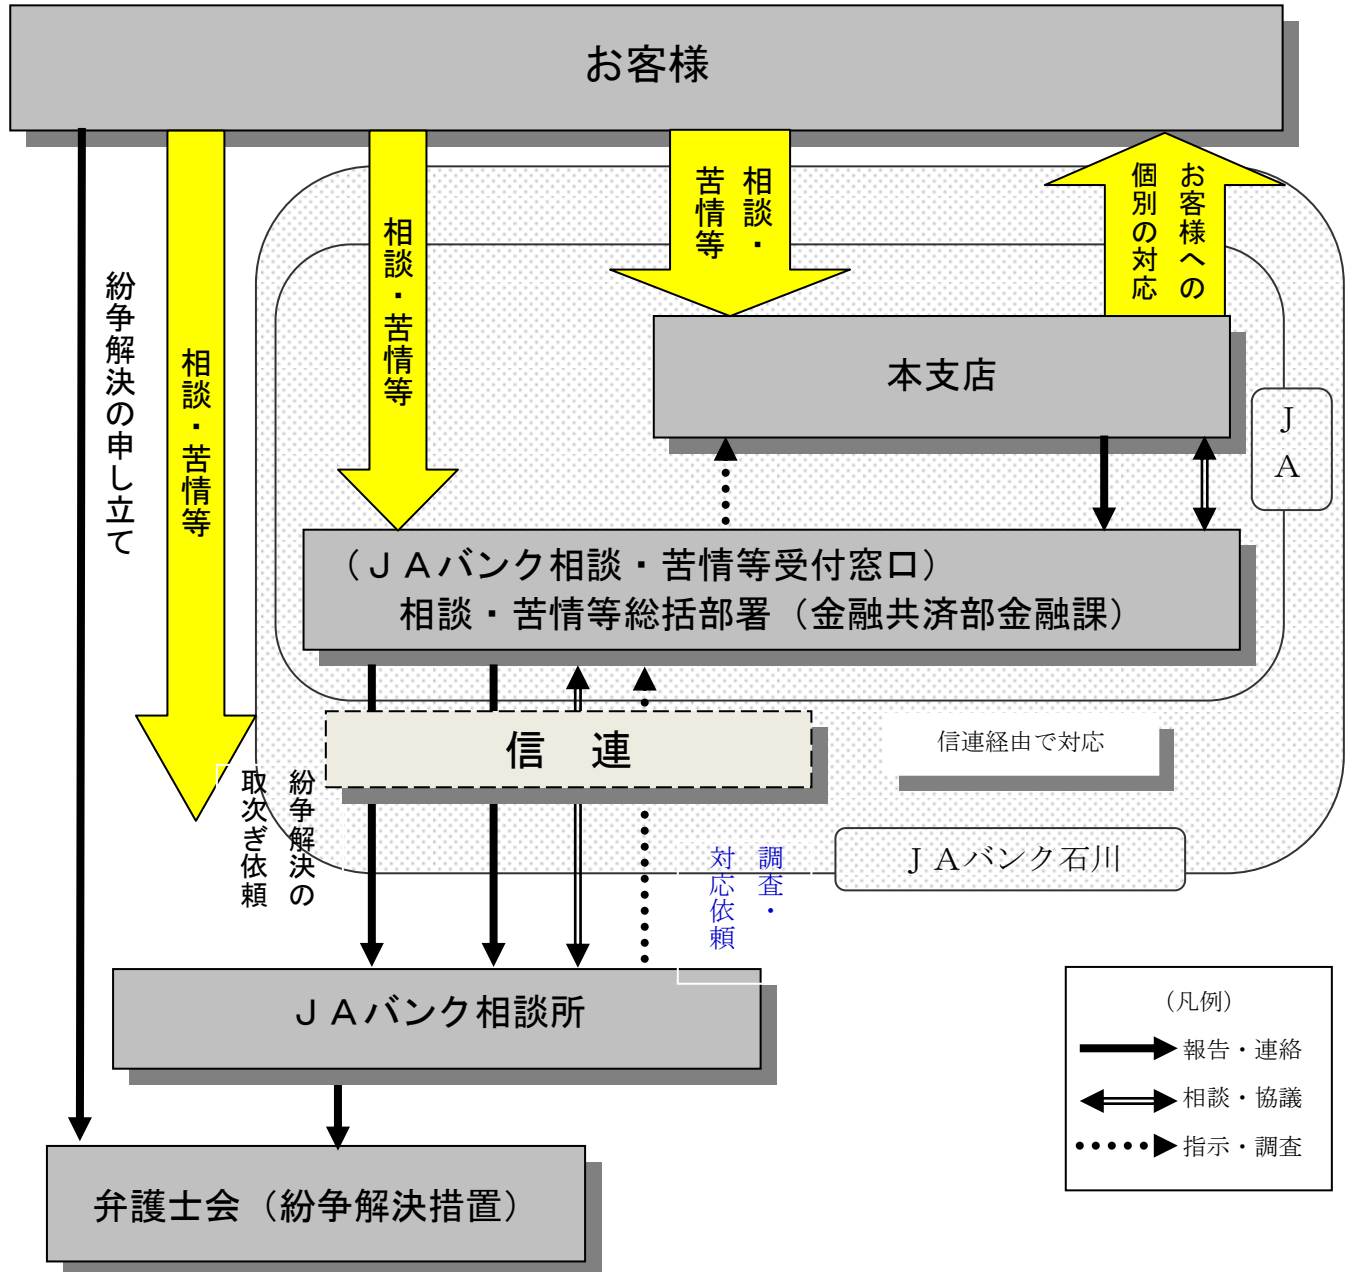 お客様
紛争解決の申し立て
相談・苦情等
相談・苦情等
相談・
苦情等
お客様への
個別の対応
本支店
ＪＡ
（ＪＡバンク相談・苦情等受付窓口）
相談・苦情等総括部署（金融共済部金融課）
信　連
信連経由で対応
紛争解決の
取次ぎ依頼
調査・
対応依頼
ＪＡバンク石川
ＪＡバンク相談所
弁護士会（紛争解決措置）
（凡例）
報告・連絡
相談・協議
指示・調査